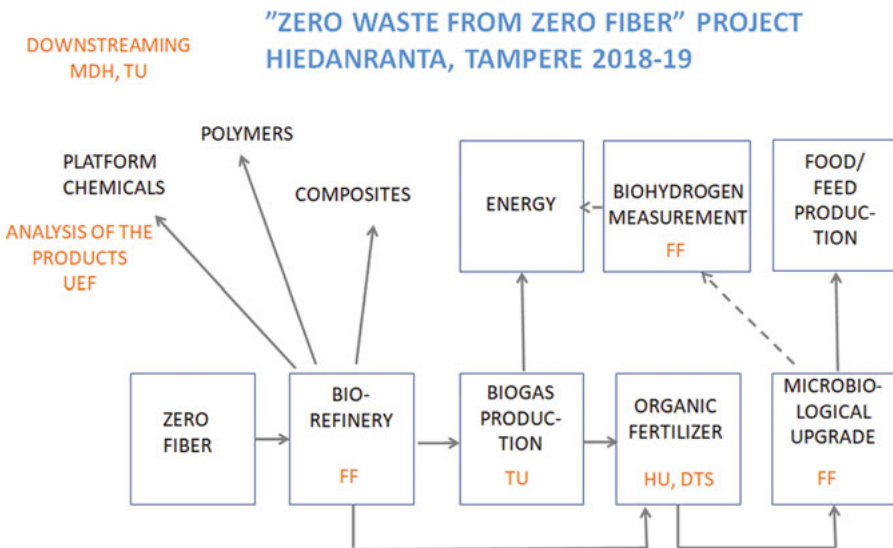 "ZERO WASTE FROM ZERO FIBER" PROJECT
HIEDANRANTA, TAMPERE 2018-19
DOWNSTREAMING
MDH, TU
POLYMERS
PLATFORM
CHEMICALS
COMPOSITES
ANALYSIS OF THE
PRODUCTS
UEF
ENERGY
BIOHYDROGEN
MEASUREMENT
FF
FOOD/
FEED
PRODUC-
TION
ZERO
FIBER
BIO-
REFINERY
FF
BIOGAS
PRODUC-
TION
TU
ORGANIC
FERTILIZER
HU, DTS
MICROBIO-
LOGICAL
UPGRADE
FF